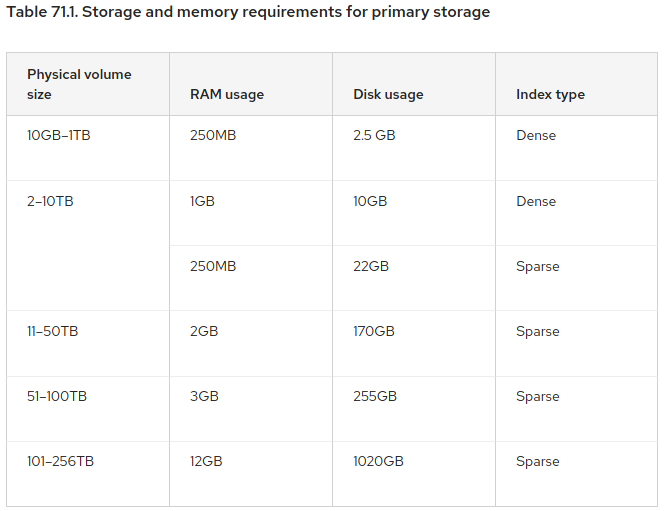 Table 71.1. Storage and memory requirements for primary storage
Physical volume size RAM usage Disk usage Index type
10GB–1TB 250MB 2.5 GB Dense
2–10TB 1GB 10GB Dense
250MB 22GB Sparse
11–50TB 2GB 170GB Sparse
51–100TB 3GB 255GB Sparse
101–256TB 12GB 1020GB Sparse